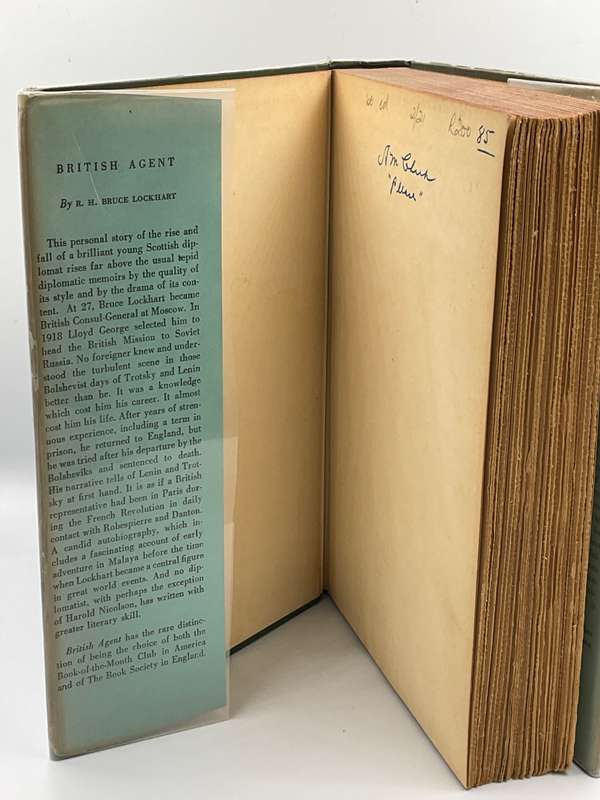 BRITISH AGENT
By R. H. BRUCE LOCKHART
This personal story of the rise and
fall of a brilliant young Scottish dip-
lomat rises far above the usual tepid
diplomatic memoirs by the quality of
its style and by the drama of its con-
tent. At 27, Bruce Lockhart became
British Consul-General at Moscow. In
1918 Lloyd George selected him to
head the British Mission to Soviet
Russia. No foreigner knew and under-
stood the turbulent scene in those
Bolshevist days of Trotsky and Lenin
better than he. It was a knowledge
which cost him his career. It almost
cost him his life. After years of stren-
uous experience, including a term in
prison, he returned to England, but
he was tried after his departure by the
Bolsheviks and sentenced to death.
His narrative tells of Lenin and Trot-
sky at first hand. It is as if a British
representative had been in Paris dur-
ing the French Revolution in daily
contact with Robespierre and Danton.
A candid autobiography, which in-
cludes a fascinating account of early
adventure in Malaya before the time
when Lockhart became a central figure
in great world events. And no dip-
lomatist, with perhaps the exception
of Harold Nicolson, has written with
greater literary skill.
British Agent has the rare distinc-
tion of being the choice of both the
Book-of-the-Month Club in America
and of The Book Society in England.
85